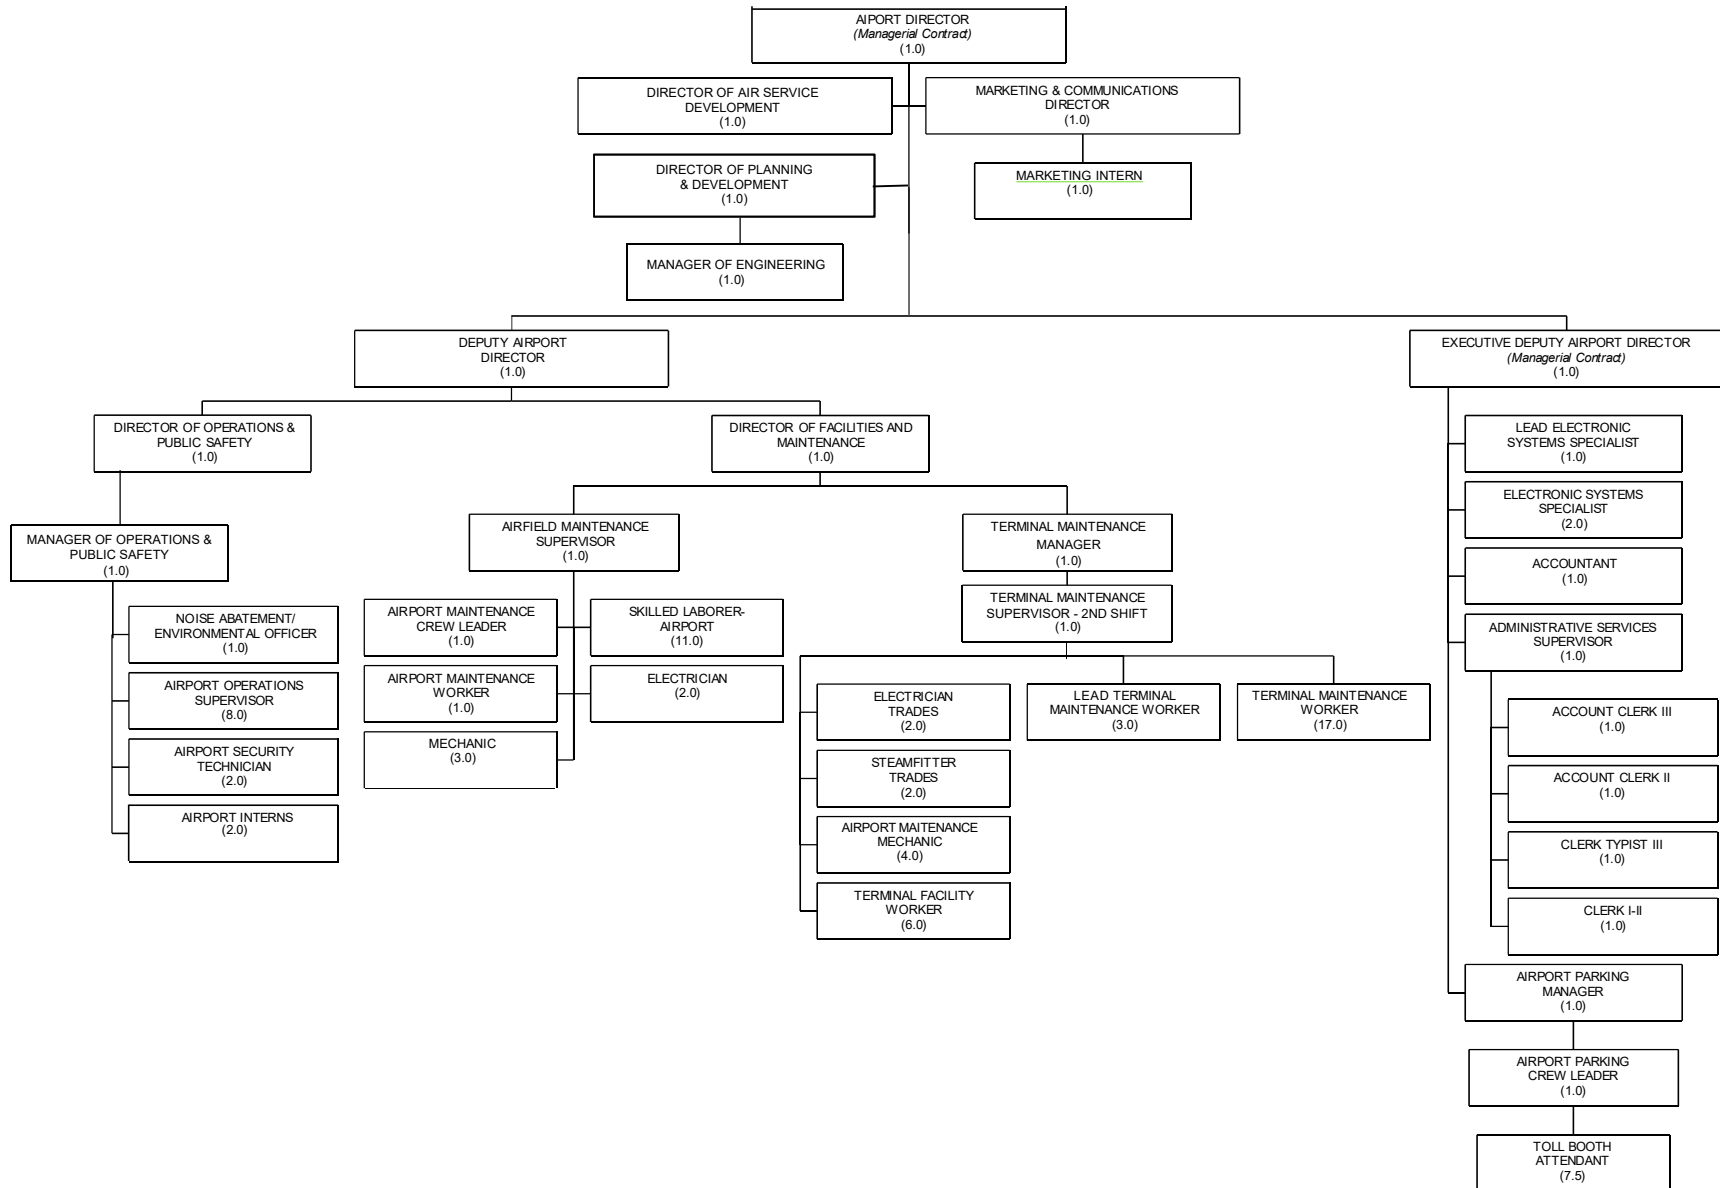 AIPORT DIRECTOR
(Managerial Contract)
(1.0)
DIRECTOR OF AIR SERVICE
DEVELOPMENT
(1.0)
MARKETING & COMMUNICATIONS
DIRECTOR
(1.0)
DIRECTOR OF PLANNING
& DEVELOPMENT
(1.0)
MARKETING INTERN
(1.0)
MANAGER OF ENGINEERING
(1.0)
DEPUTY AIRPORT
DIRECTOR
(1.0)
EXECUTIVE DEPUTY AIRPORT DIRECTOR
(Managerial Contract)
(1.0)
DIRECTOR OF OPERATIONS &
PUBLIC SAFETY
(1.0)
DIRECTOR OF FACILITIES AND
MAINTENANCE
(1.0)
MANAGER OF OPERATIONS &
PUBLIC SAFETY
(1.0)
NOISE ABATEMENT/
ENVIRONMENTAL OFFICER
(1.0)
AIRPORT OPERATIONS
SUPERVISOR
(8.0)
AIRPORT SECURITY
TECHNICIAN
(2.0)
AIRPORT INTERNS
(2.0)
AIRFIELD MAINTENANCE
SUPERVISOR
(1.0)
AIRPORT MAINTENANCE
CREW LEADER
(1.0)
SKILLED LABORER-
AIRPORT
(11.0)
AIRPORT MAINTENANCE
WORKER
(1.0)
ELECTRICIAN
(2.0)
MECHANIC
(3.0)
TERMINAL MAINTENANCE
MANAGER
(1.0)
TERMINAL MAINTENANCE
SUPERVISOR - 2ND SHIFT
(1.0)
ELECTRICIAN
TRADES
(2.0)
STEAMFITTER
TRADES
(2.0)
AIRPORT MAITENANCE
MECHANIC
(4.0)
TERMINAL FACILITY
WORKER
(6.0)
LEAD TERMINAL
MAINTENANCE WORKER
(3.0)
TERMINAL MAINTENANCE
WORKER
(17.0)
LEAD ELECTRONIC
SYSTEMS SPECIALIST
(1.0)
ELECTRONIC SYSTEMS
SPECIALIST
(2.0)
ACCOUNTANT
(1.0)
ADMINISTRATIVE SERVICES
SUPERVISOR
(1.0)
ACCOUNT CLERK III
(1.0)
ACCOUNT CLERK II
(1.0)
CLERK TYPIST III
(1.0)
CLERK I-II
(1.0)
AIRPORT PARKING
MANAGER
(1.0)
AIRPORT PARKING
CREW LEADER
(1.0)
TOLL BOOTH
ATTENDANT
(7.5)